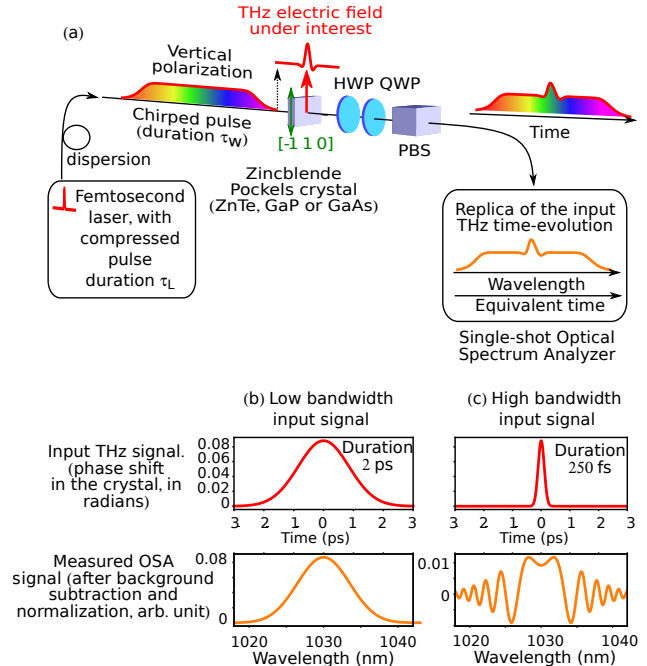 (a)
THz electric field
under interest
Vertical
polarization
HWP QWP
Chirped pulse
(duration τW)
[-1 1 0]
PBS
Time
dispersion
Zincblende
Pockels crystal
(ZnTe, GaP or GaAs)
Femtosecond
laser, with
compressed
pulse
duration τL
Replica of the input
THz time-evolution
Wavelength
Equivalent time
Single-shot Optical
Spectrum Analyzer
(b) Low bandwidth
input signal
(c) High bandwidth
input signal
Input THz signal.
(phase shift
in the crystal, in
radians)
0.08
0.06
0.04
0.02
0
Duration
2 ps
3 2 1 0 1 2 3
Time (ps)
Duration
250 fs
3 2 1 0 1 2 3
Time (ps)
Measured OSA
signal (after background
subtraction and
normalization, arb. unit)
0.08
0
1020 1030 1040
Wavelength (nm)
0.01
0
1020 1030 1040
Wavelength (nm)